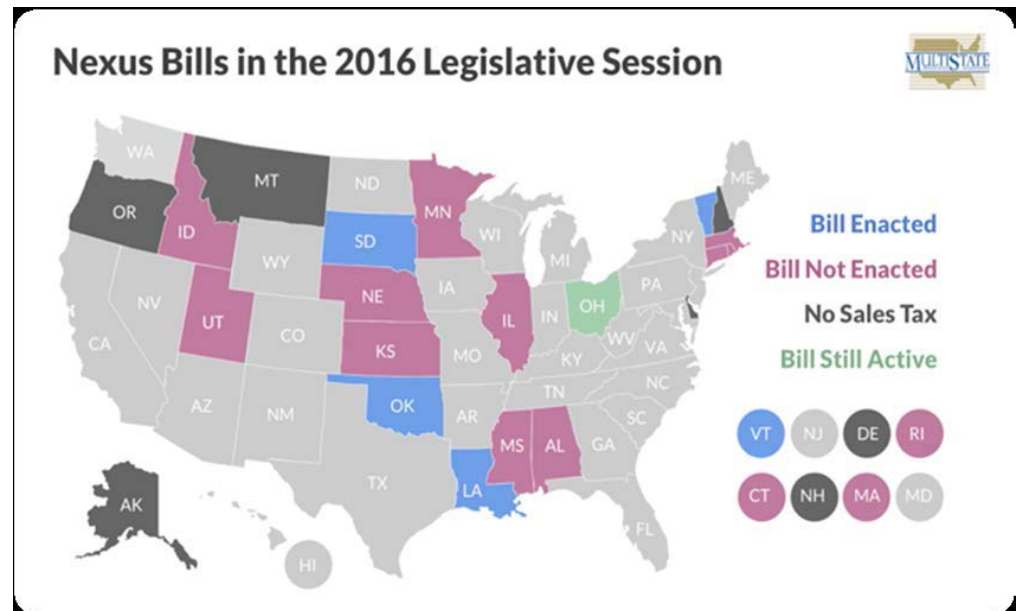 Nexus Bills in the 2016 Legislative Session
MULTISTATE
WA
MT
ND
MN
ME
OR
ID
SD
WI
NY
WY
MI
Bill Enacted
Bill Not Enacted
No Sales Tax
Bill Still Active
NV
UT
NE
IA
IL
IN
OH
PA
CA
CO
KS
MO
KY
WV
VA
AZ
NM
OK
AR
TN
NC
SC
MS
AL
GA
TX
LA
FL
AK
HI
VT
NJ
DE
RI
CT
NH
MA
MD